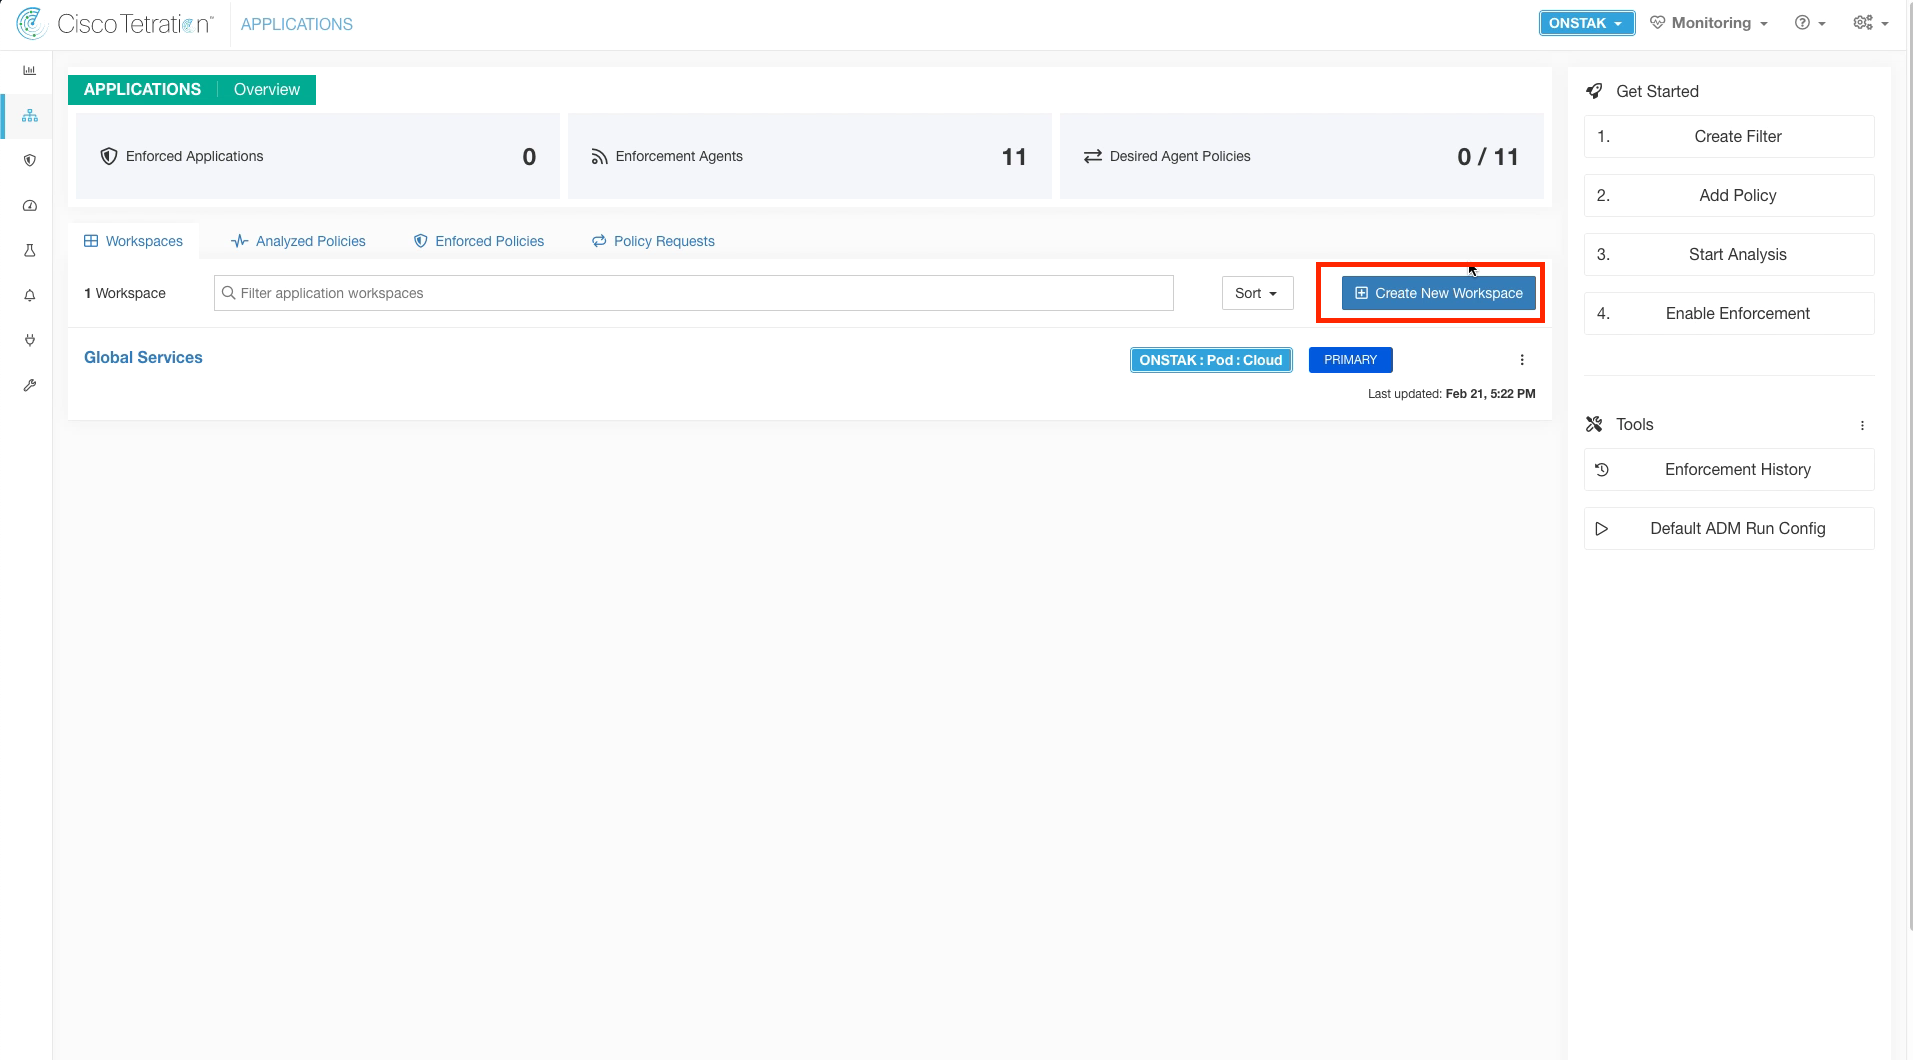 Cisco Tetration™ APPLICATIONS ONSTAK Monitoring
APPLICATIONS Overview
Enforced Applications 0 Enforcement Agents 11 Desired Agent Policies 0 / 11
Workspaces Analyzed Policies Enforced Policies Policy Requests
1 Workspace Filter application workspaces Sort Create New Workspace
Global Services ONSTAK : Pod : Cloud PRIMARY
Last updated: Feb 21, 5:22 PM
Get Started
1. Create Filter
2. Add Policy
3. Start Analysis
4. Enable Enforcement
Tools
Enforcement History
Default ADM Run Config